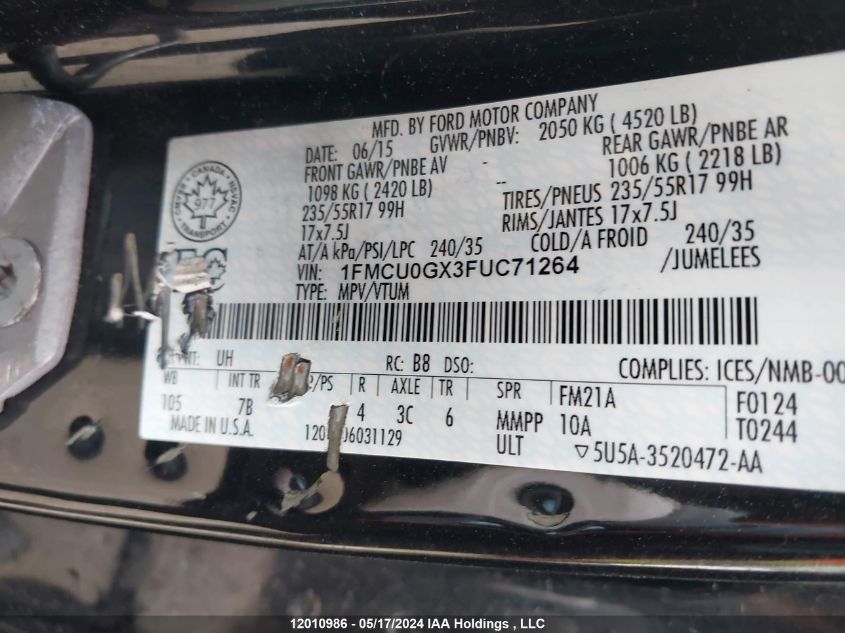 MFD. BY FORD MOTOR COMPANY
DATE: 06/15 GVWR/PNBV: 2050 KG ( 4520 LB)
FRONT GAWR/PNBE AV - REAR GAWR/PNBE AR
1098 KG ( 2420 LB) 1006 KG ( 2218 LB)
235/55R17 99H TIRES/PNEUS 235/55R17 99H
17x7.5J RIMS/JANTES 17x7.5J
AT/A kPa/PSI/LPC 240/35 COLD/A FROID 240/35
VIN: 1FMCU0GX3FUC71264 /JUMELEES
TYPE: MPV/VTUM
CANADA
977
TRANSPORT
UH RC: B8 DSO: COMPLIES: ICES/NMB-00
WB INT TR /PS R AXLE TR SPR FM21A F0124
105 7B 4 3C 6 MMPP 10A T0244
MADE IN U.S.A. 06031129 ULT ▽5U5A-3520472-AA
12010986 - 05/17/2024 IAA Holdings , LLC